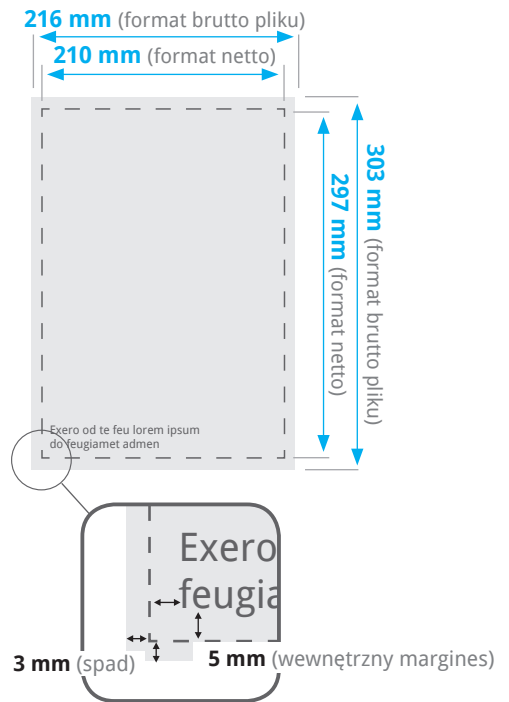 216 mm (format brutto pliku)
210 mm (format netto)
303 mm (format brutto pliku)
297 mm (format netto)
Exero od te feu lorem ipsum
do feugiamet admen
Exero
feugia
3 mm (spad)
5 mm (wewnętrzny margines)